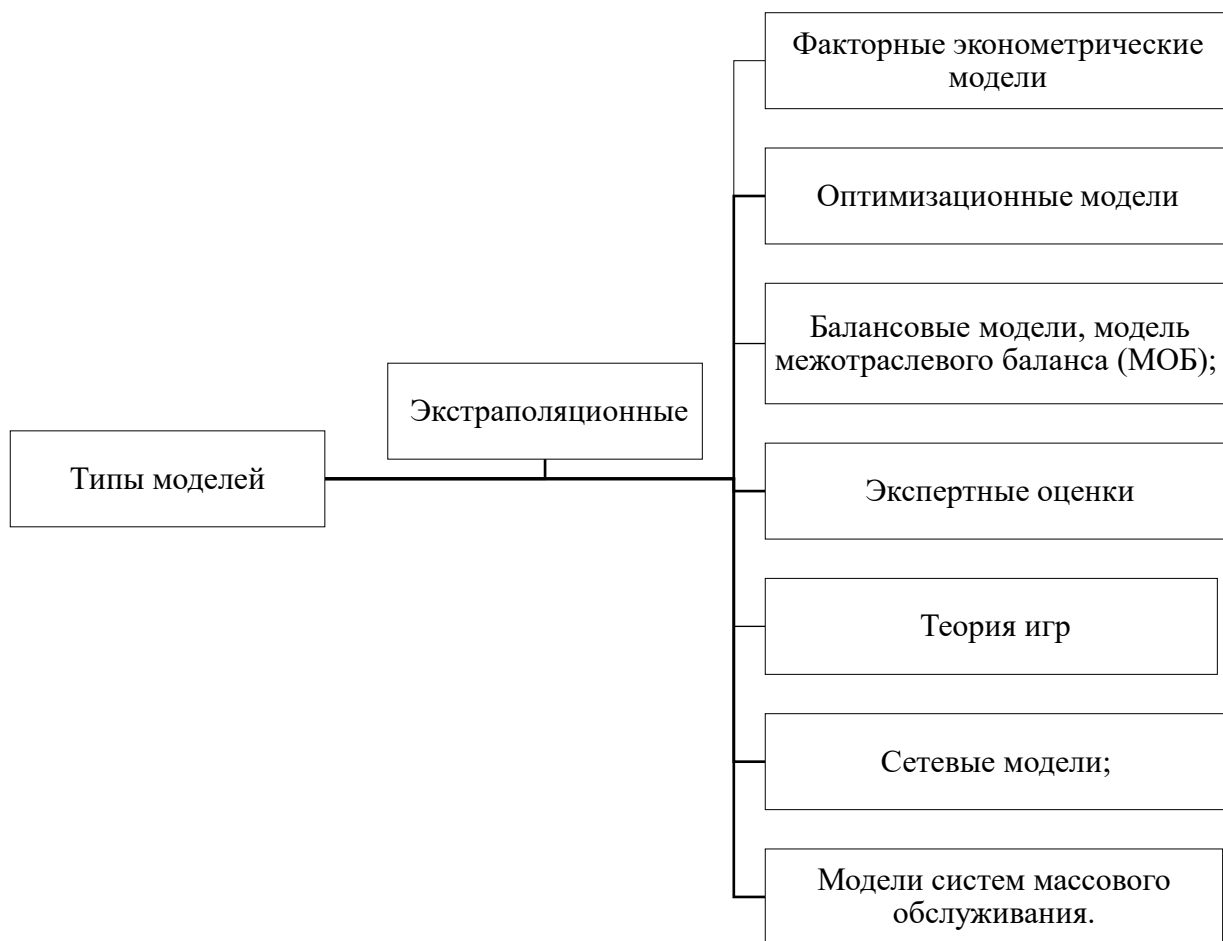 Типы моделей
Экстраполяционные
Факторные эконометрические
модели
Оптимизационные модели
Балансовые модели, модель
межотраслевого баланса (МОБ);
Экспертные оценки
Теория игр
Сетевые модели;
Модели систем массового
обслуживания.